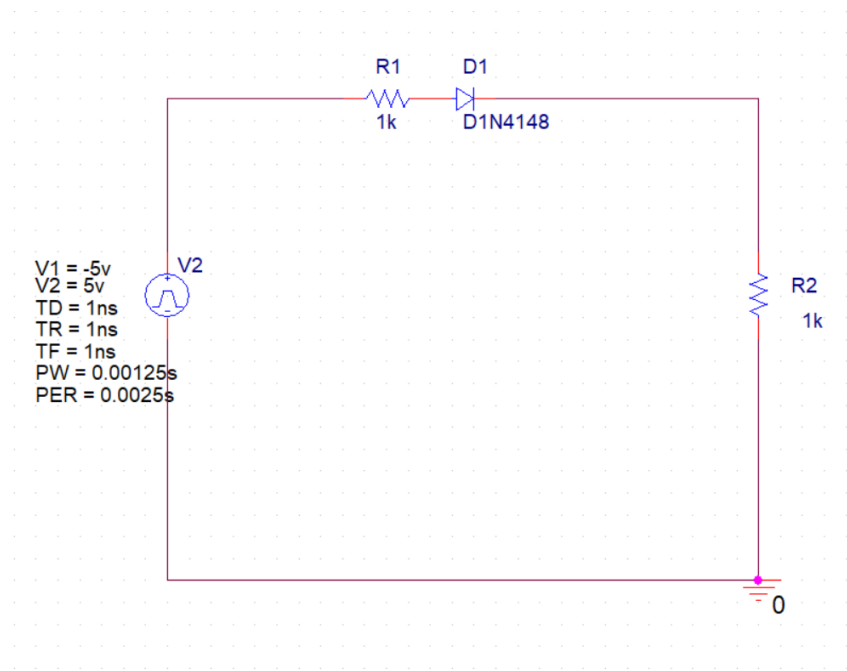 R1
D1
1k
D1N4148
V2
V1 = -5v
V2 = 5v
TD = 1ns
TR = 1ns
TF = 1ns
PW = 0.00125s
PER = 0.0025s
R2
1k
0